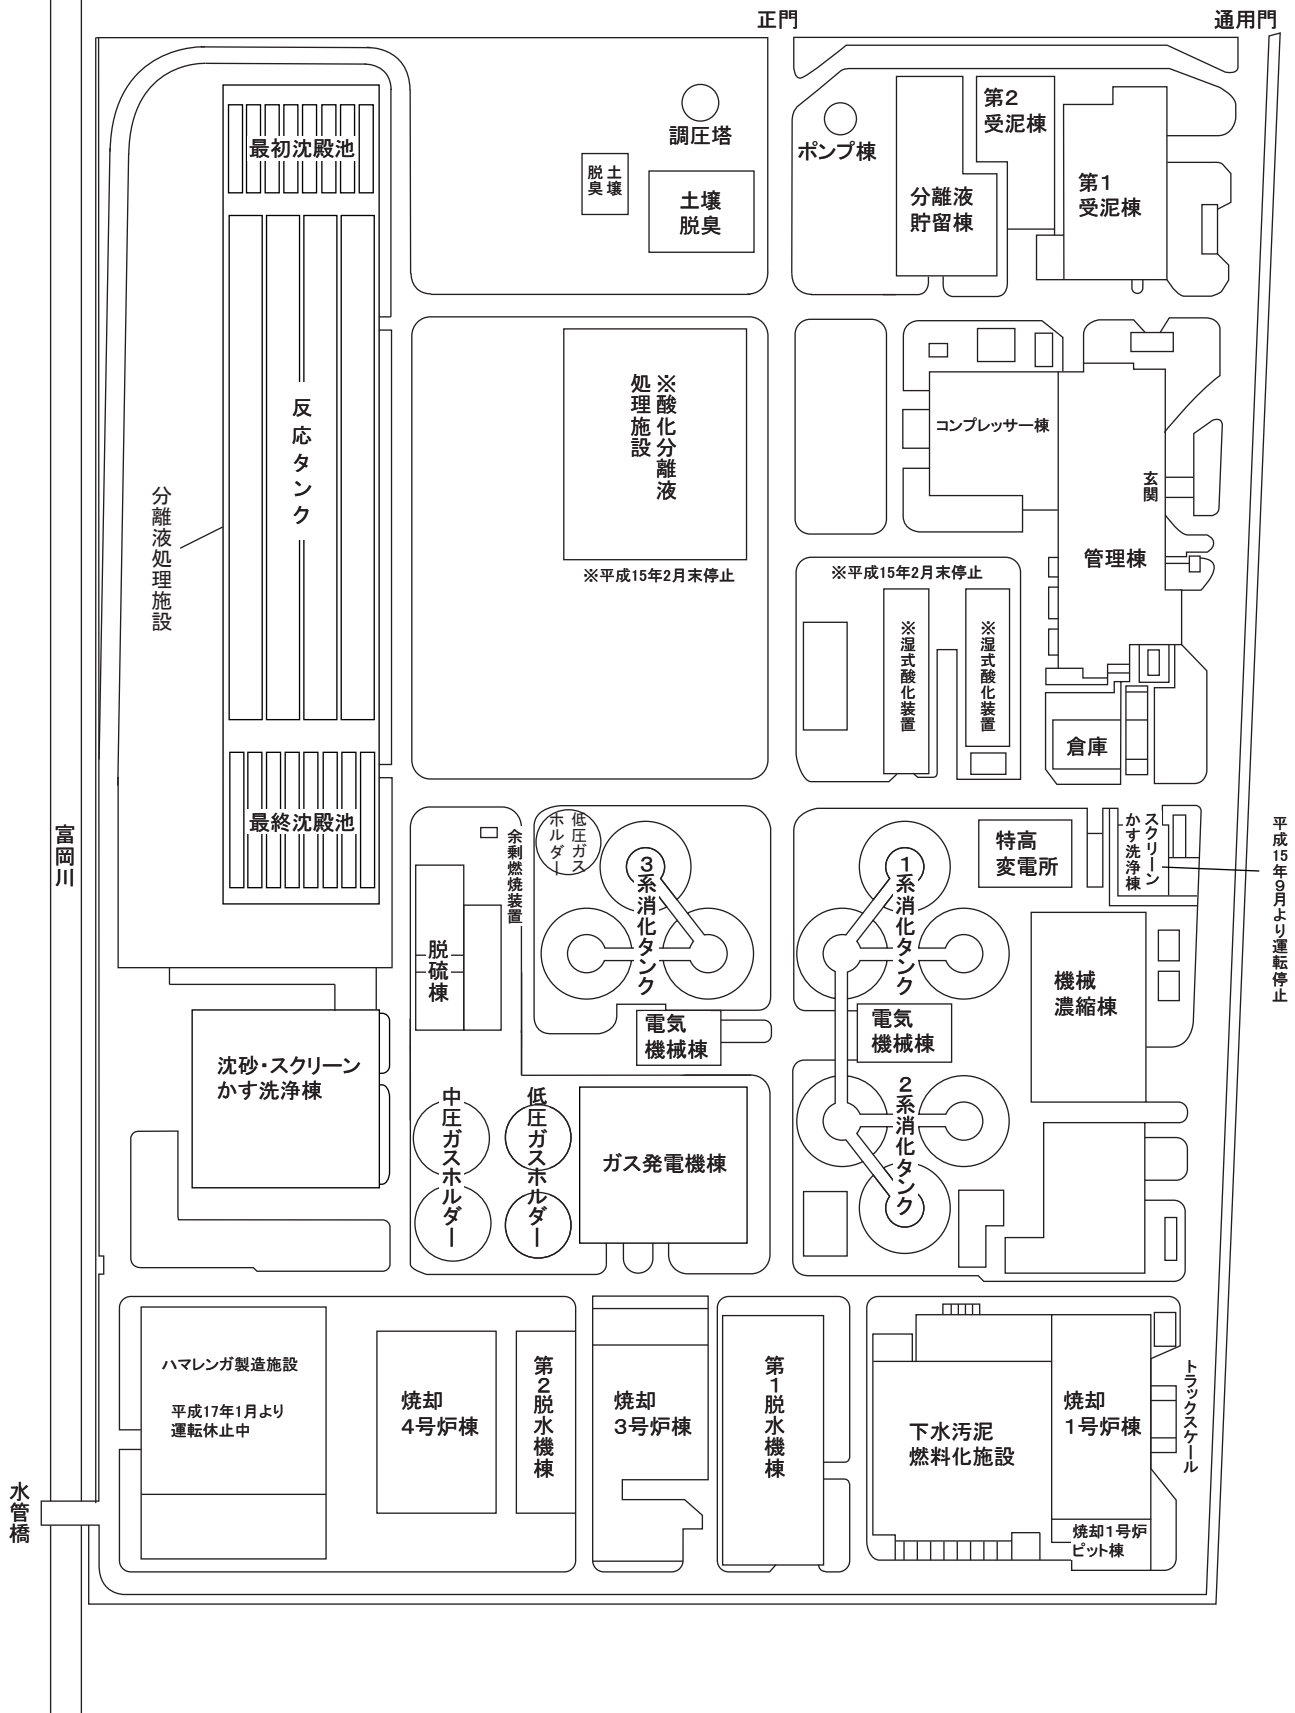 正門
通用門
調圧塔
土壌
脱臭
土壌
脱臭
ポンプ棟
分離液
貯留棟
第2
受泥棟
第1
受泥棟
最初沈殿池
反応タンク
最終沈殿池
分離液処理施設
※酸化分離液
処理施設
※平成15年2月末停止
コンプレッサー棟
玄関
管理棟
※平成15年2月末停止
※湿式酸化装置
※湿式酸化装置
倉庫
富岡川
余剰燃焼装置
低圧ガス
ホルダー
3系消化タンク
脱硫棟
電気
機械棟
1系消化タンク
特高
変電所
スクリーン
かす洗浄棟
平成15年9月より運転停止
機械
濃縮棟
電気
機械棟
2系消化タンク
沈砂・スクリーン
かす洗浄棟
中圧ガスホルダー
低圧ガスホルダー
ガス発電機棟
ハマレンガ製造施設
平成17年1月より
運転休止中
焼却
4号炉棟
第2脱水機棟
焼却
3号炉棟
第1脱水機棟
下水汚泥
燃料化施設
焼却
1号炉棟
トラックスケール
焼却1号炉
ピット棟
水管橋